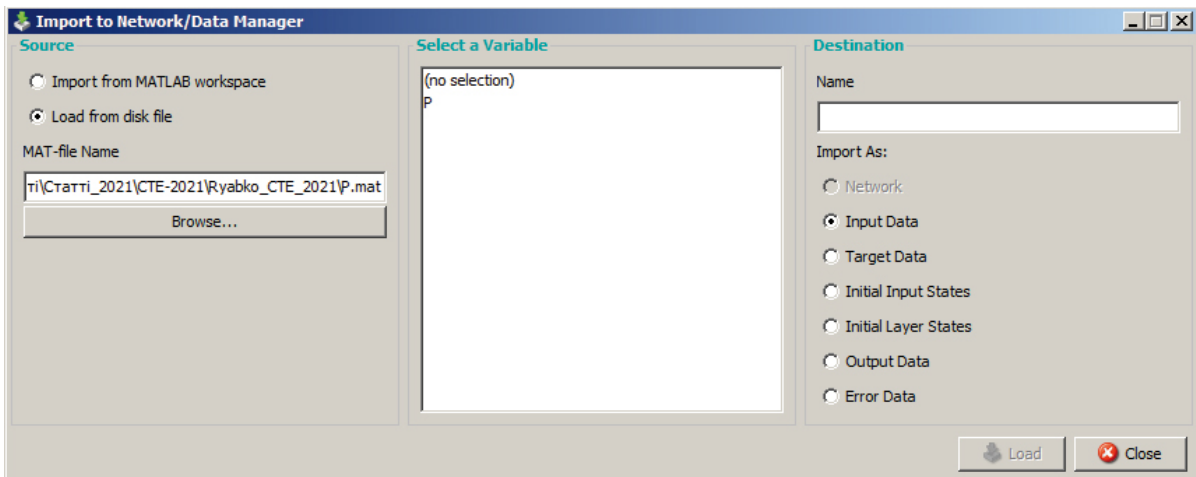 Import to Network/Data Manager
Source
Import from MATLAB workspace
Load from disk file
MAT-file Name
ті\Статті_2021\CTE-2021\Ryabko_CTE_2021\P.mat
Browse...
Select a Variable
(no selection)
P
Destination
Name
Import As:
Network
Input Data
Target Data
Initial Input States
Initial Layer States
Output Data
Error Data
Load
Close